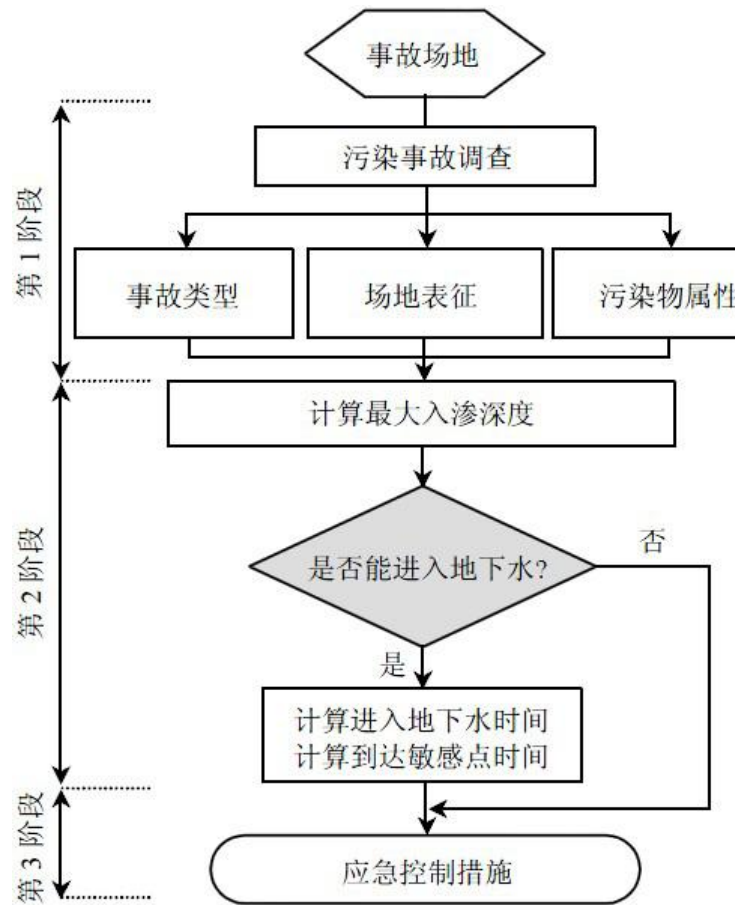 事故场地
污染事故调查
第1阶段
事故类型
场地表征
污染物属性
计算最大入渗深度
第2阶段
是否能进入地下水?
否
是
计算进入地下水时间
计算到达敏感点时间
第3阶段
应急控制措施